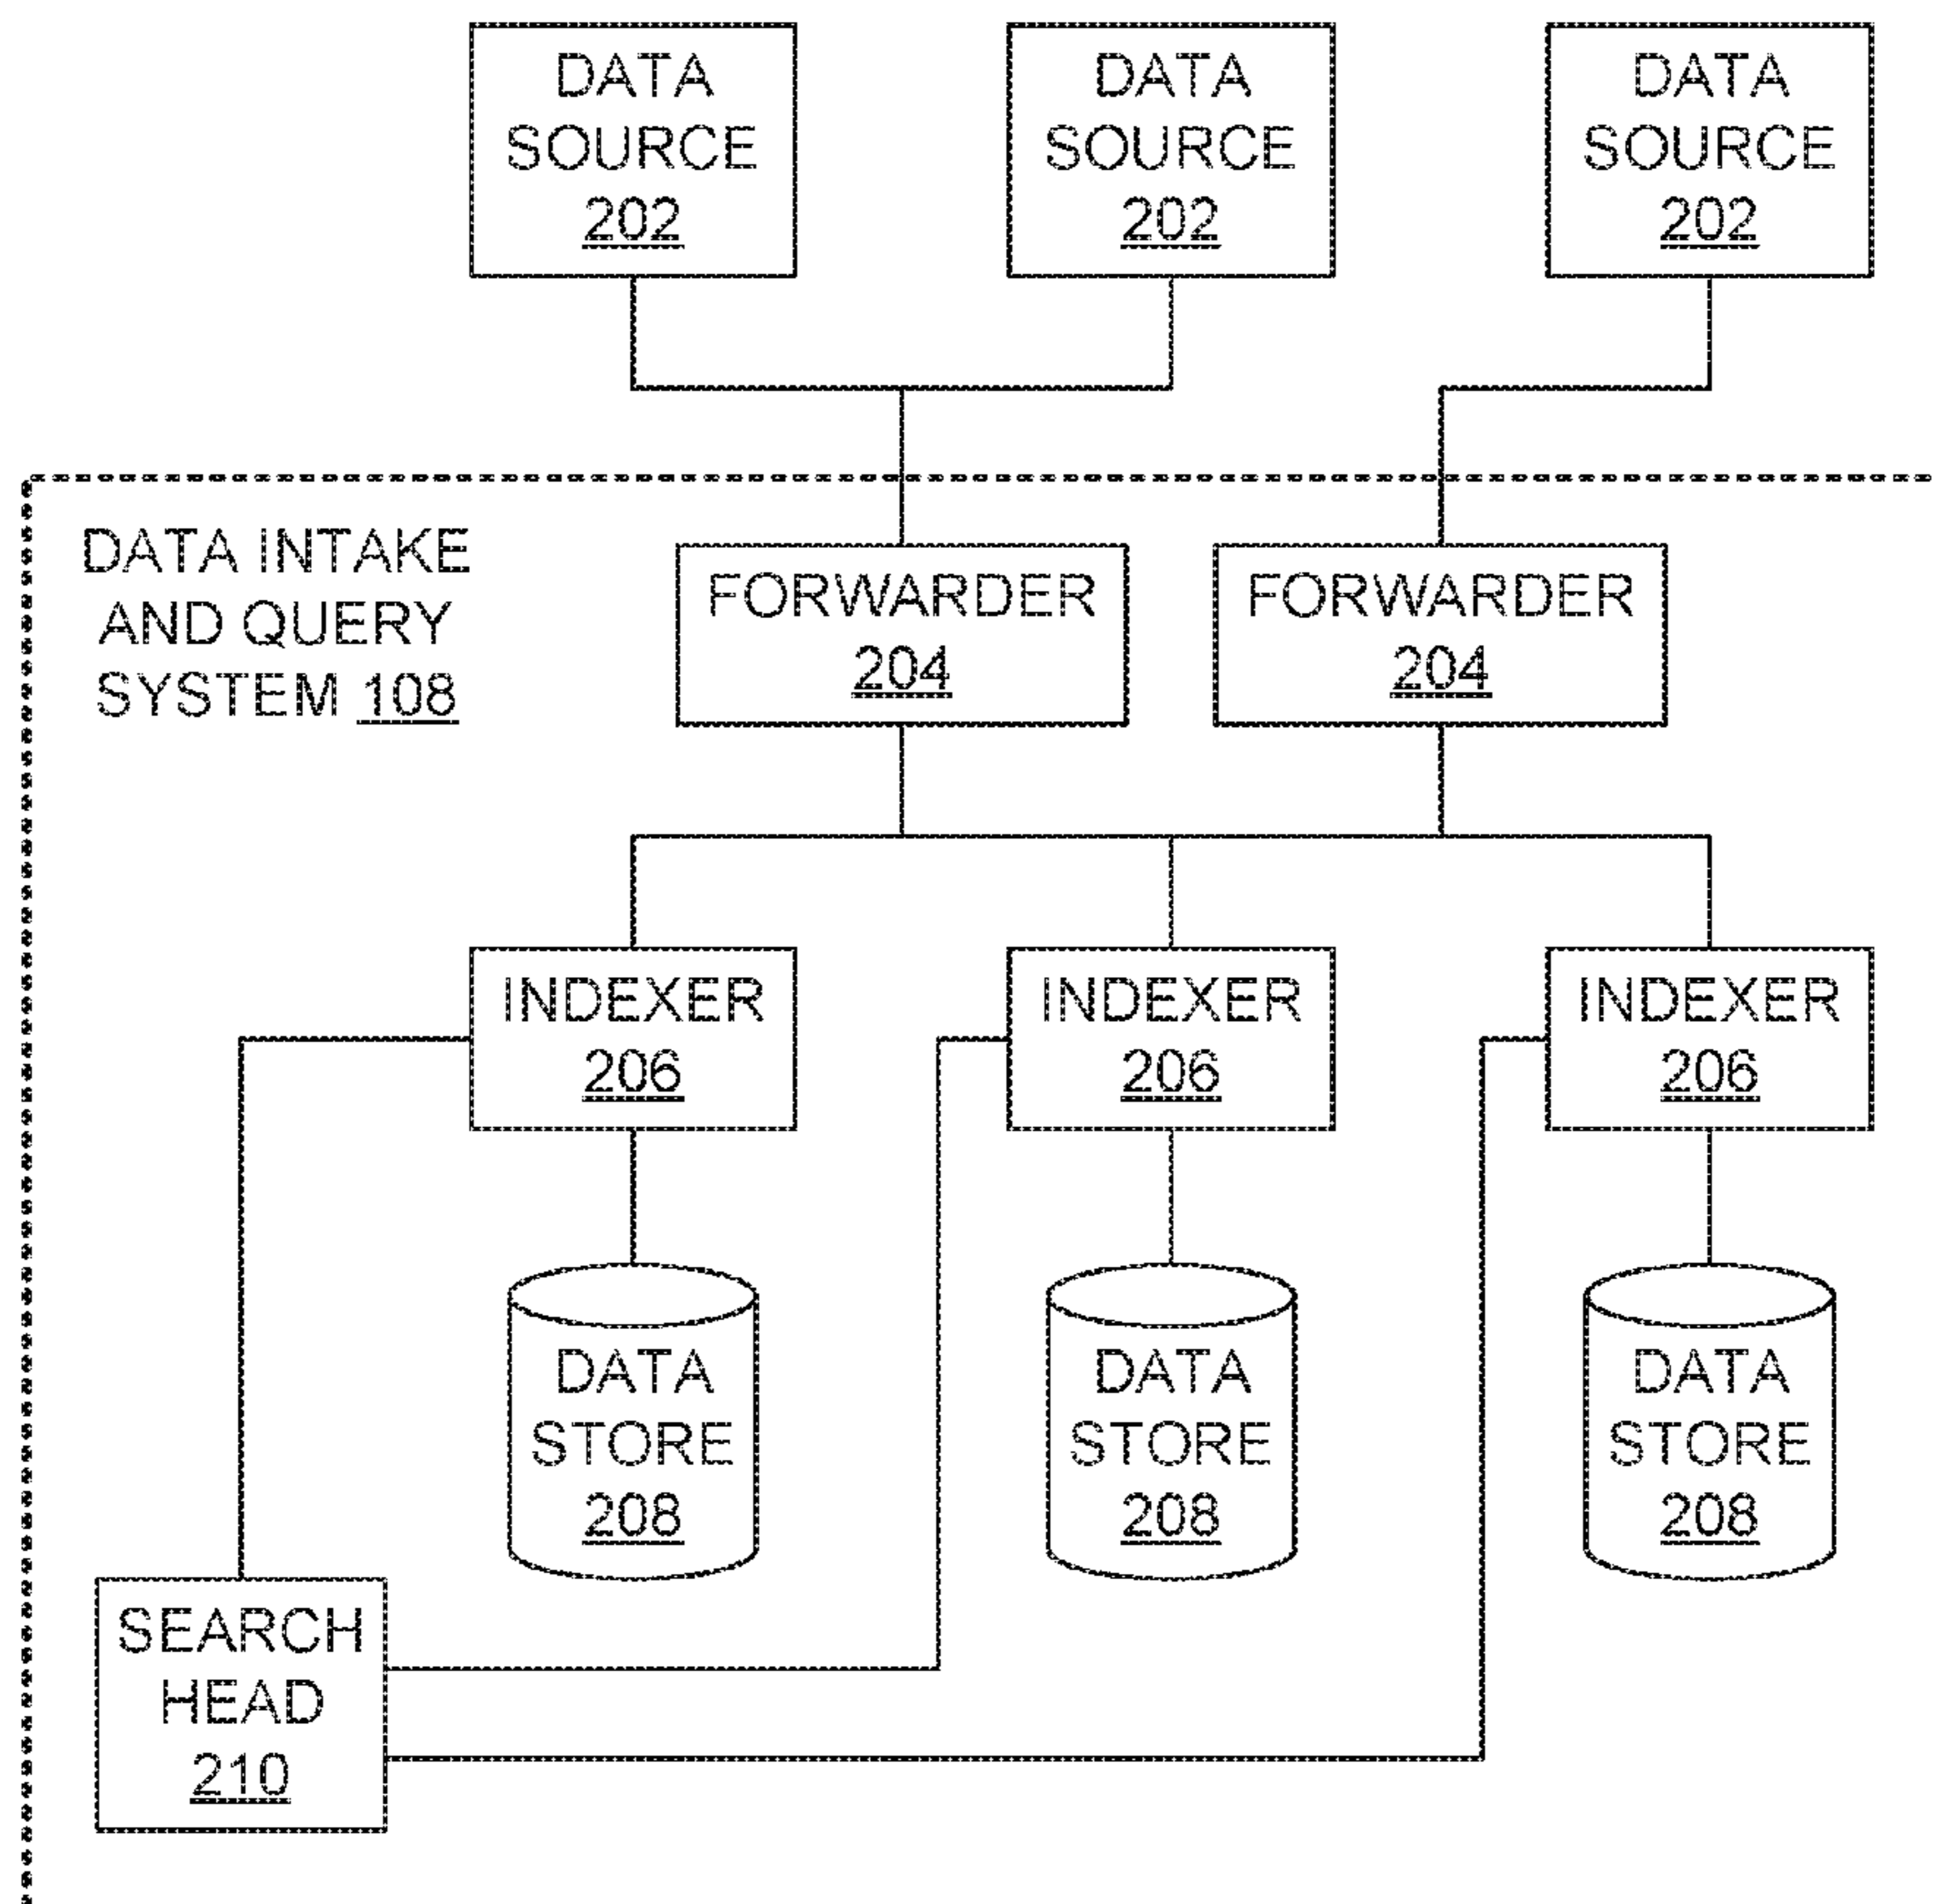 DATA
SOURCE
202
DATA
SOURCE
202
DATA
SOURCE
202
DATA INTAKE
AND QUERY
SYSTEM 108
FORWARDER
204
FORWARDER
204
INDEXER
206
INDEXER
206
INDEXER
206
DATA
STORE
208
DATA
STORE
208
DATA
STORE
208
SEARCH
HEAD
210